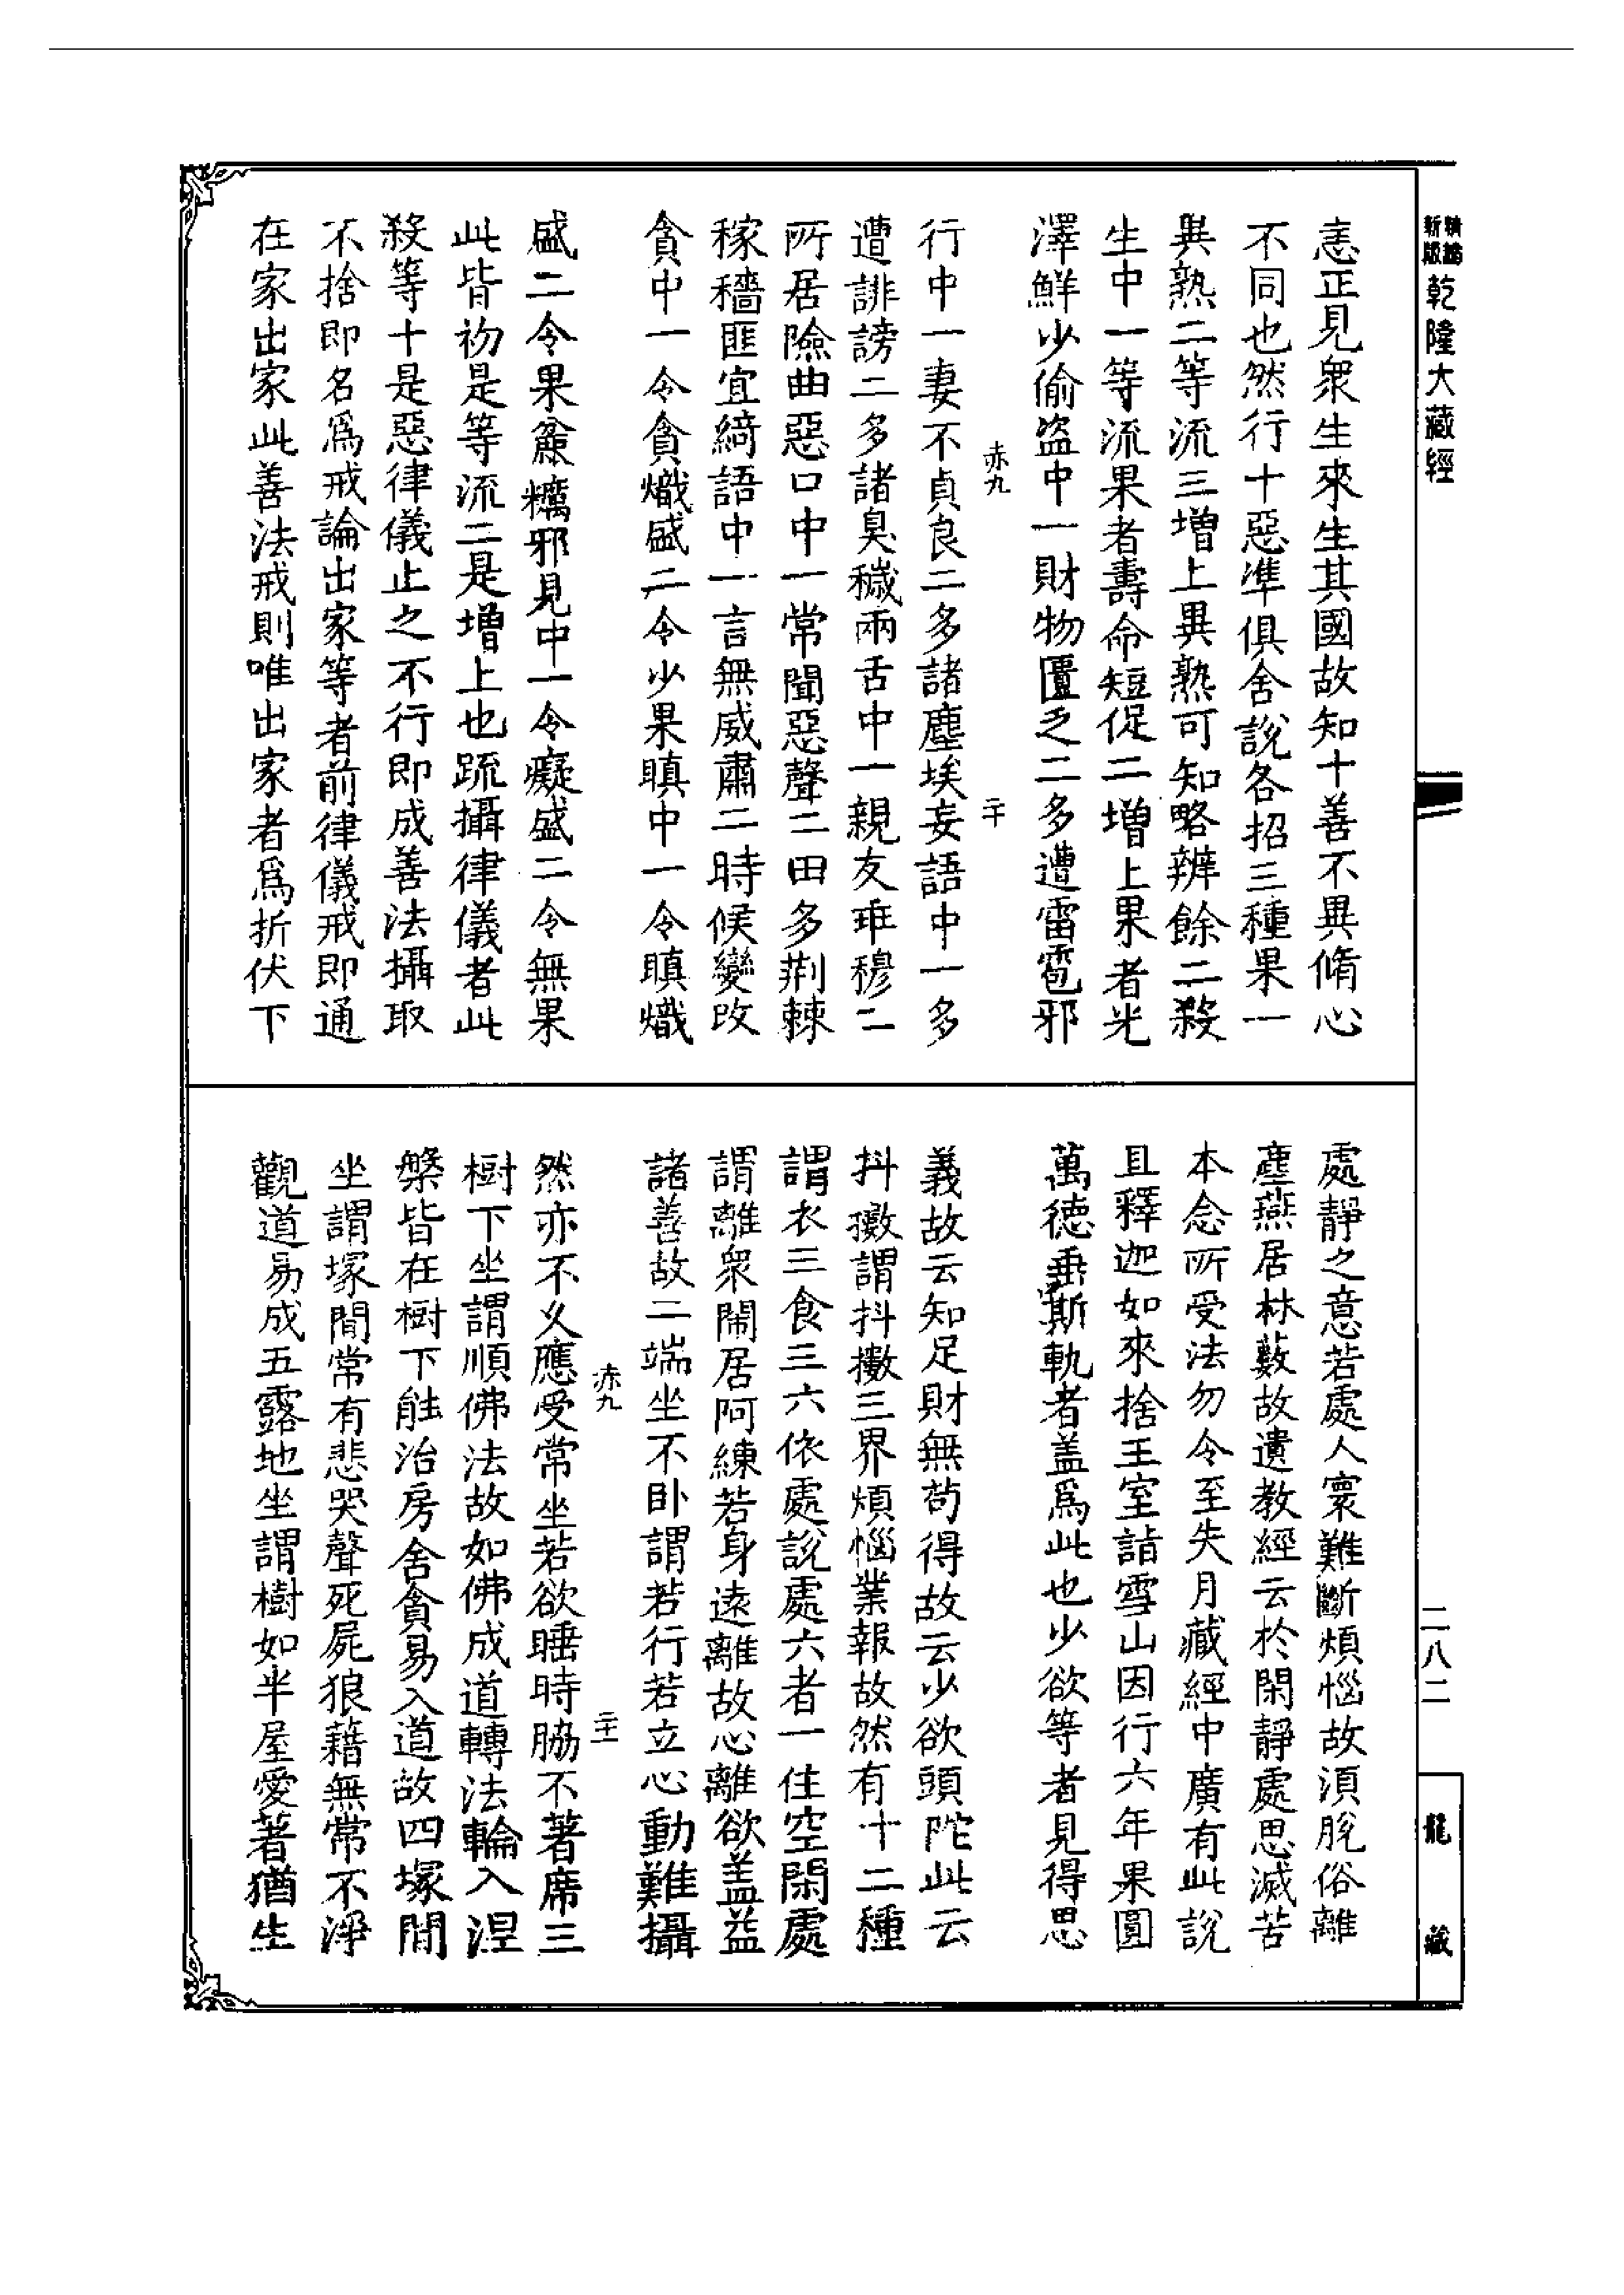 新版
精縮
乾隆大藏經
恚正見眾生來生其國故知十善不異脩心
不同也然行十惡準俱舍說各招三種果一
異熟二等流三增上異熟可知略辨餘二殺
生中一等流果者壽命短促二增上果者光
澤鮮少偷盜中一財物匱乏二多遭雷雹邪
赤九
二十
行中一妻不貞良二多諸塵埃妄語中一多
遭誹謗二多諸臭穢兩舌中一親友乖穆二
所居險曲惡口中一常聞惡聲二田多荆棘
稼穡匪宜綺語中一言無威肅二時候變改
貪中一令貪熾盛二令少果瞋中一令瞋熾
盛二令果麤糲邪見中一令癡盛二令無果
此皆初是等流二是增上也䟽攝律儀者此
殺等十是惡律儀止之不行即成善法攝取
不捨即名爲戒論出家等者前律儀戒即通
在家出家此善法戒則唯出家者爲折伏下
處靜之意若處人寰難斷煩惱故須脫俗離
塵燕居林藪故遺教經云於閑靜處思滅苦
本念所受法勿令至失月藏經中廣有此說
且釋迦如來捨王室詣雪山因行六年果圓
萬德垂斯軌者盖爲此也少欲等者見得思
義故云知足財無茍得故云少欲頭陀此云
抖擻謂抖擻三界煩惱業報故然有十二種
謂衣三食三六依處說處六者一住空閑處
謂離眾閙居阿練若身遠離故心離欲盖益
諸善故二端坐不卧謂若行若立心動難攝
赤九
二十一
然亦不乆應受常坐若欲睡時脇不著席三
樹下坐謂順佛法故如佛成道轉法輪入涅
槃皆在樹下能治房舍貪易入道故四塚間
坐謂塚間常有悲哭聲死屍狼藉無常不淨
觀道易成五露地坐謂樹如半屋愛著猶生
二八二
龍藏